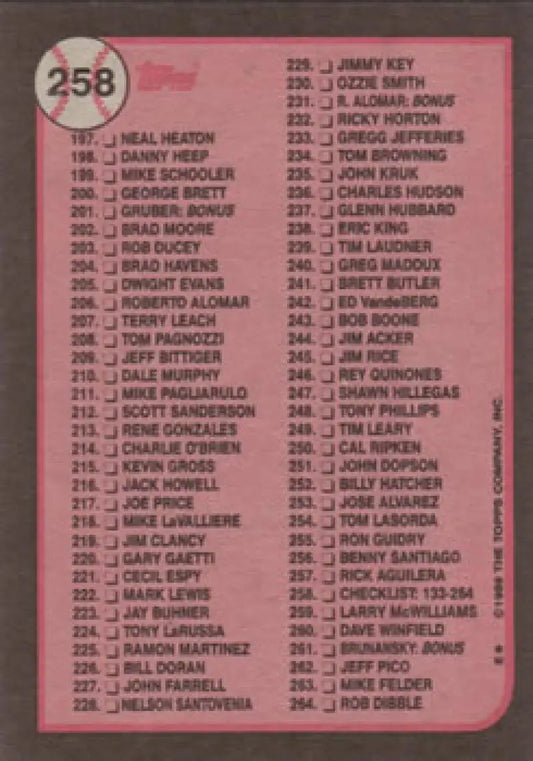 258
topps
197. NEAL HEATON
198. DANNY HEEP
199. MIKE SCHOOLER
200. GEORGE BRETT
201. GRUBER: BONUS
202. BRAD MOORE
203. ROB DUCEY
204. BRAD HAVENS
205. DWIGHT EVANS
206. ROBERTO ALOMAR
207. TERRY LEACH
208. TOM PAGNOZZI
209. JEFF BITTIGER
210. DALE MURPHY
211. MIKE PAGLIARULO
212. SCOTT SANDERSON
213. RENE GONZALES
214. CHARLIE O'BRIEN
215. KEVIN GROSS
216. JACK HOWELL
217. JOE PRICE
218. MIKE LaVALLIERE
219. JIM CLANCY
220. GARY GAETTI
221. CECIL ESPY
222. MARK LEWIS
223. JAY BUHNER
224. TONY LaRUSSA
225. RAMON MARTINEZ
226. BILL DORAN
227. JOHN FARRELL
228. NELSON SANTOVENIA
229. JIMMY KEY
230. OZZIE SMITH
231. R. ALOMAR: BONUS
232. RICKY HORTON
233. GREGG JEFFERIES
234. TOM BROWNING
235. JOHN KRUK
236. CHARLES HUDSON
237. GLENN HUBBARD
238. ERIC KING
239. TIM LAUDNER
240. GREG MADDUX
241. BRETT BUTLER
242. ED VandeBERG
243. BOB BOONE
244. JIM ACKER
245. JIM RICE
246. REY QUINONES
247. SHAWN HILLEGAS
248. TONY PHILLIPS
249. TIM LEARY
250. CAL RIPKEN
251. JOHN DOPSON
252. BILLY HATCHER
253. JOSE ALVAREZ
254. TOM LASORDA
255. RON GUIDRY
256. BENNY SANTIAGO
257. RICK AGUILERA
258. CHECKLIST: 133-264
259. LARRY McWILLIAMS
260. DAVE WINFIELD
261. BRUNANSKY: BONUS
262. JEFF PICO
263. MIKE FELDER
264. ROB DIBBLE
E* © 1989 THE TOPPS COMPANY, INC.